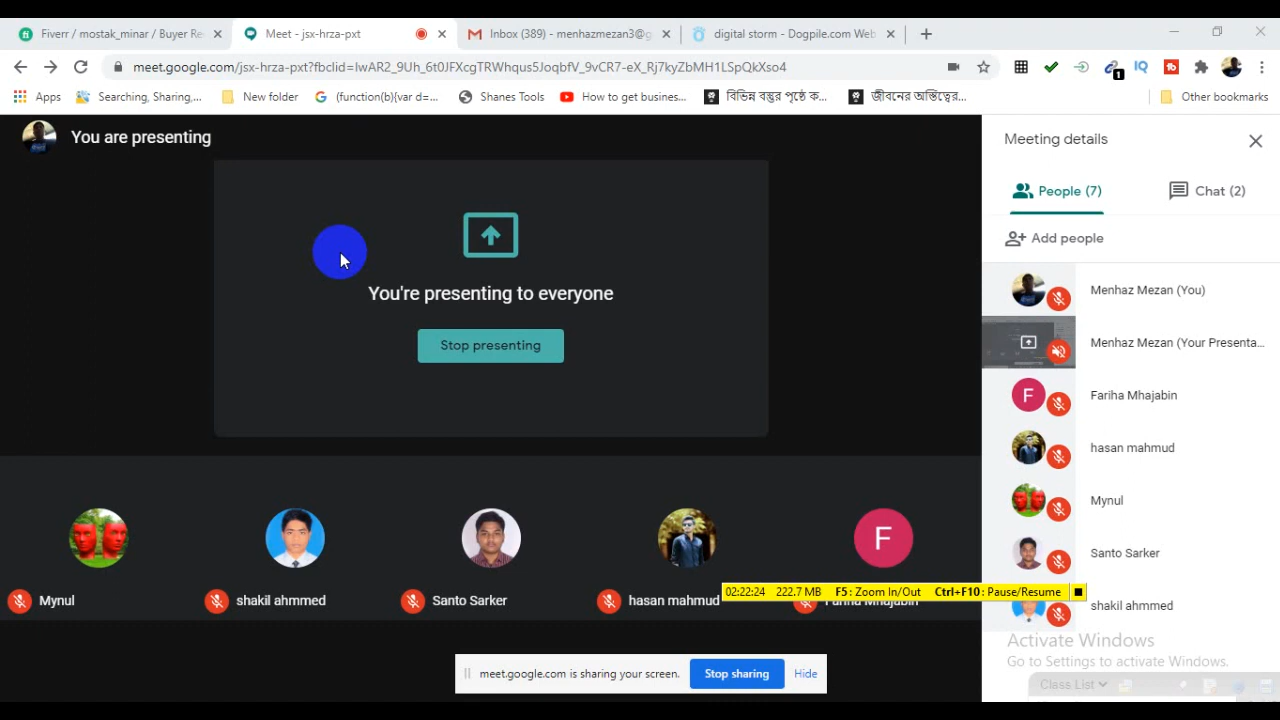 Fiverr / mostak_minar / Buyer Re
Meet - jsx-hrza-pxt
Inbox (389) - menhazmezan3@g
digital storm - Dogpile.com Web
meet.google.com/jsx-hrza-pxt?fbclid=IwAR2_9Uh_6t0JFXcqTRWhqus5JoqbfV_9vCR7-eX_Rj7kyZbMH1LSpQkXso4
Apps
Searching, Sharing,...
New folder
(function(b){var d=...
Shanes Tools
How to get busines...
বিভিন্ন বস্তুর পৃষ্ঠে ক...
জীবনের অস্তিত্বের...
Other bookmarks
You are presenting
You're presenting to everyone
Stop presenting
Meeting details
People (7)
Chat (2)
Add people
Menhaz Mezan (You)
Menhaz Mezan (Your Presenta...
Fariha Mhajabin
hasan mahmud
Mynul
Santo Sarker
shakil ahmmed
Mynul
shakil ahmmed
Santo Sarker
hasan mahmud
Fariha Mhajabin
02:22:24 222.7 MB F5: Zoom In/Out Ctrl+F10: Pause/Resume
meet.google.com is sharing your screen.
Stop sharing
Hide
Activate Windows
Go to Settings to activate Windows.
Class List